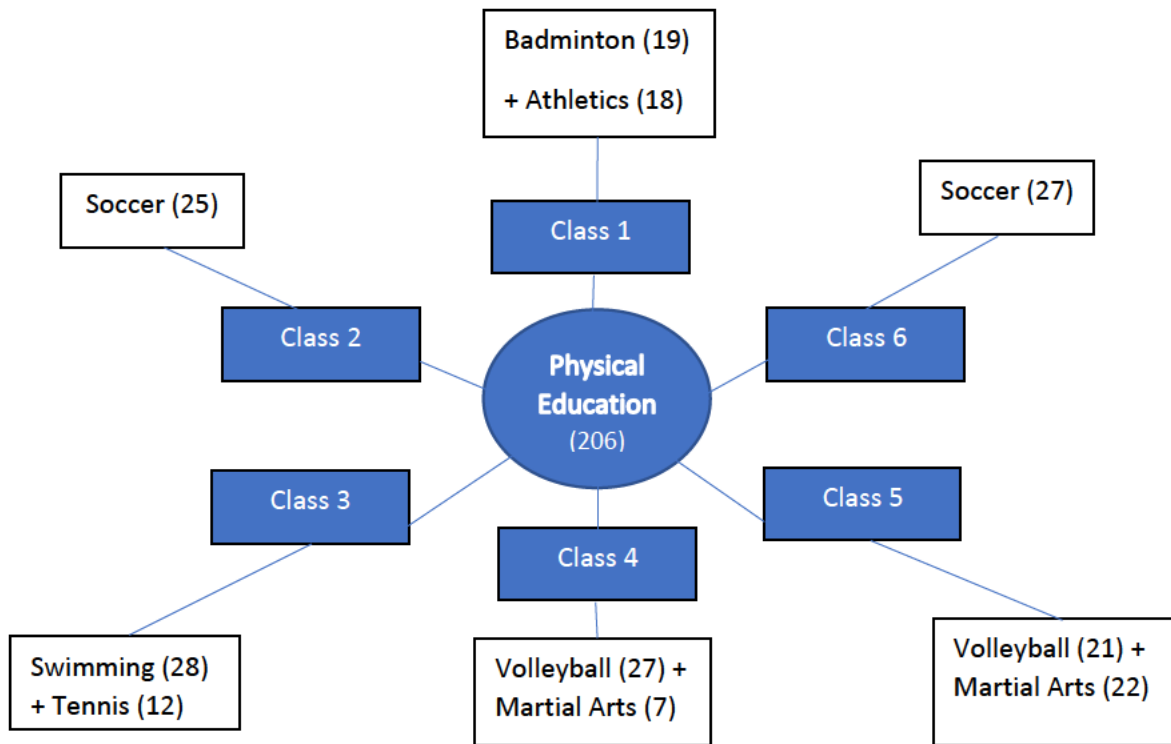 Badminton (19)
+ Athletics (18)
Soccer (25)
Soccer (27)
Class 1
Class 2
Class 6
Physical
Education
(206)
Class 3
Class 5
Class 4
Swimming (28)
+ Tennis (12)
Volleyball (27) +
Martial Arts (7)
Volleyball (21) +
Martial Arts (22)